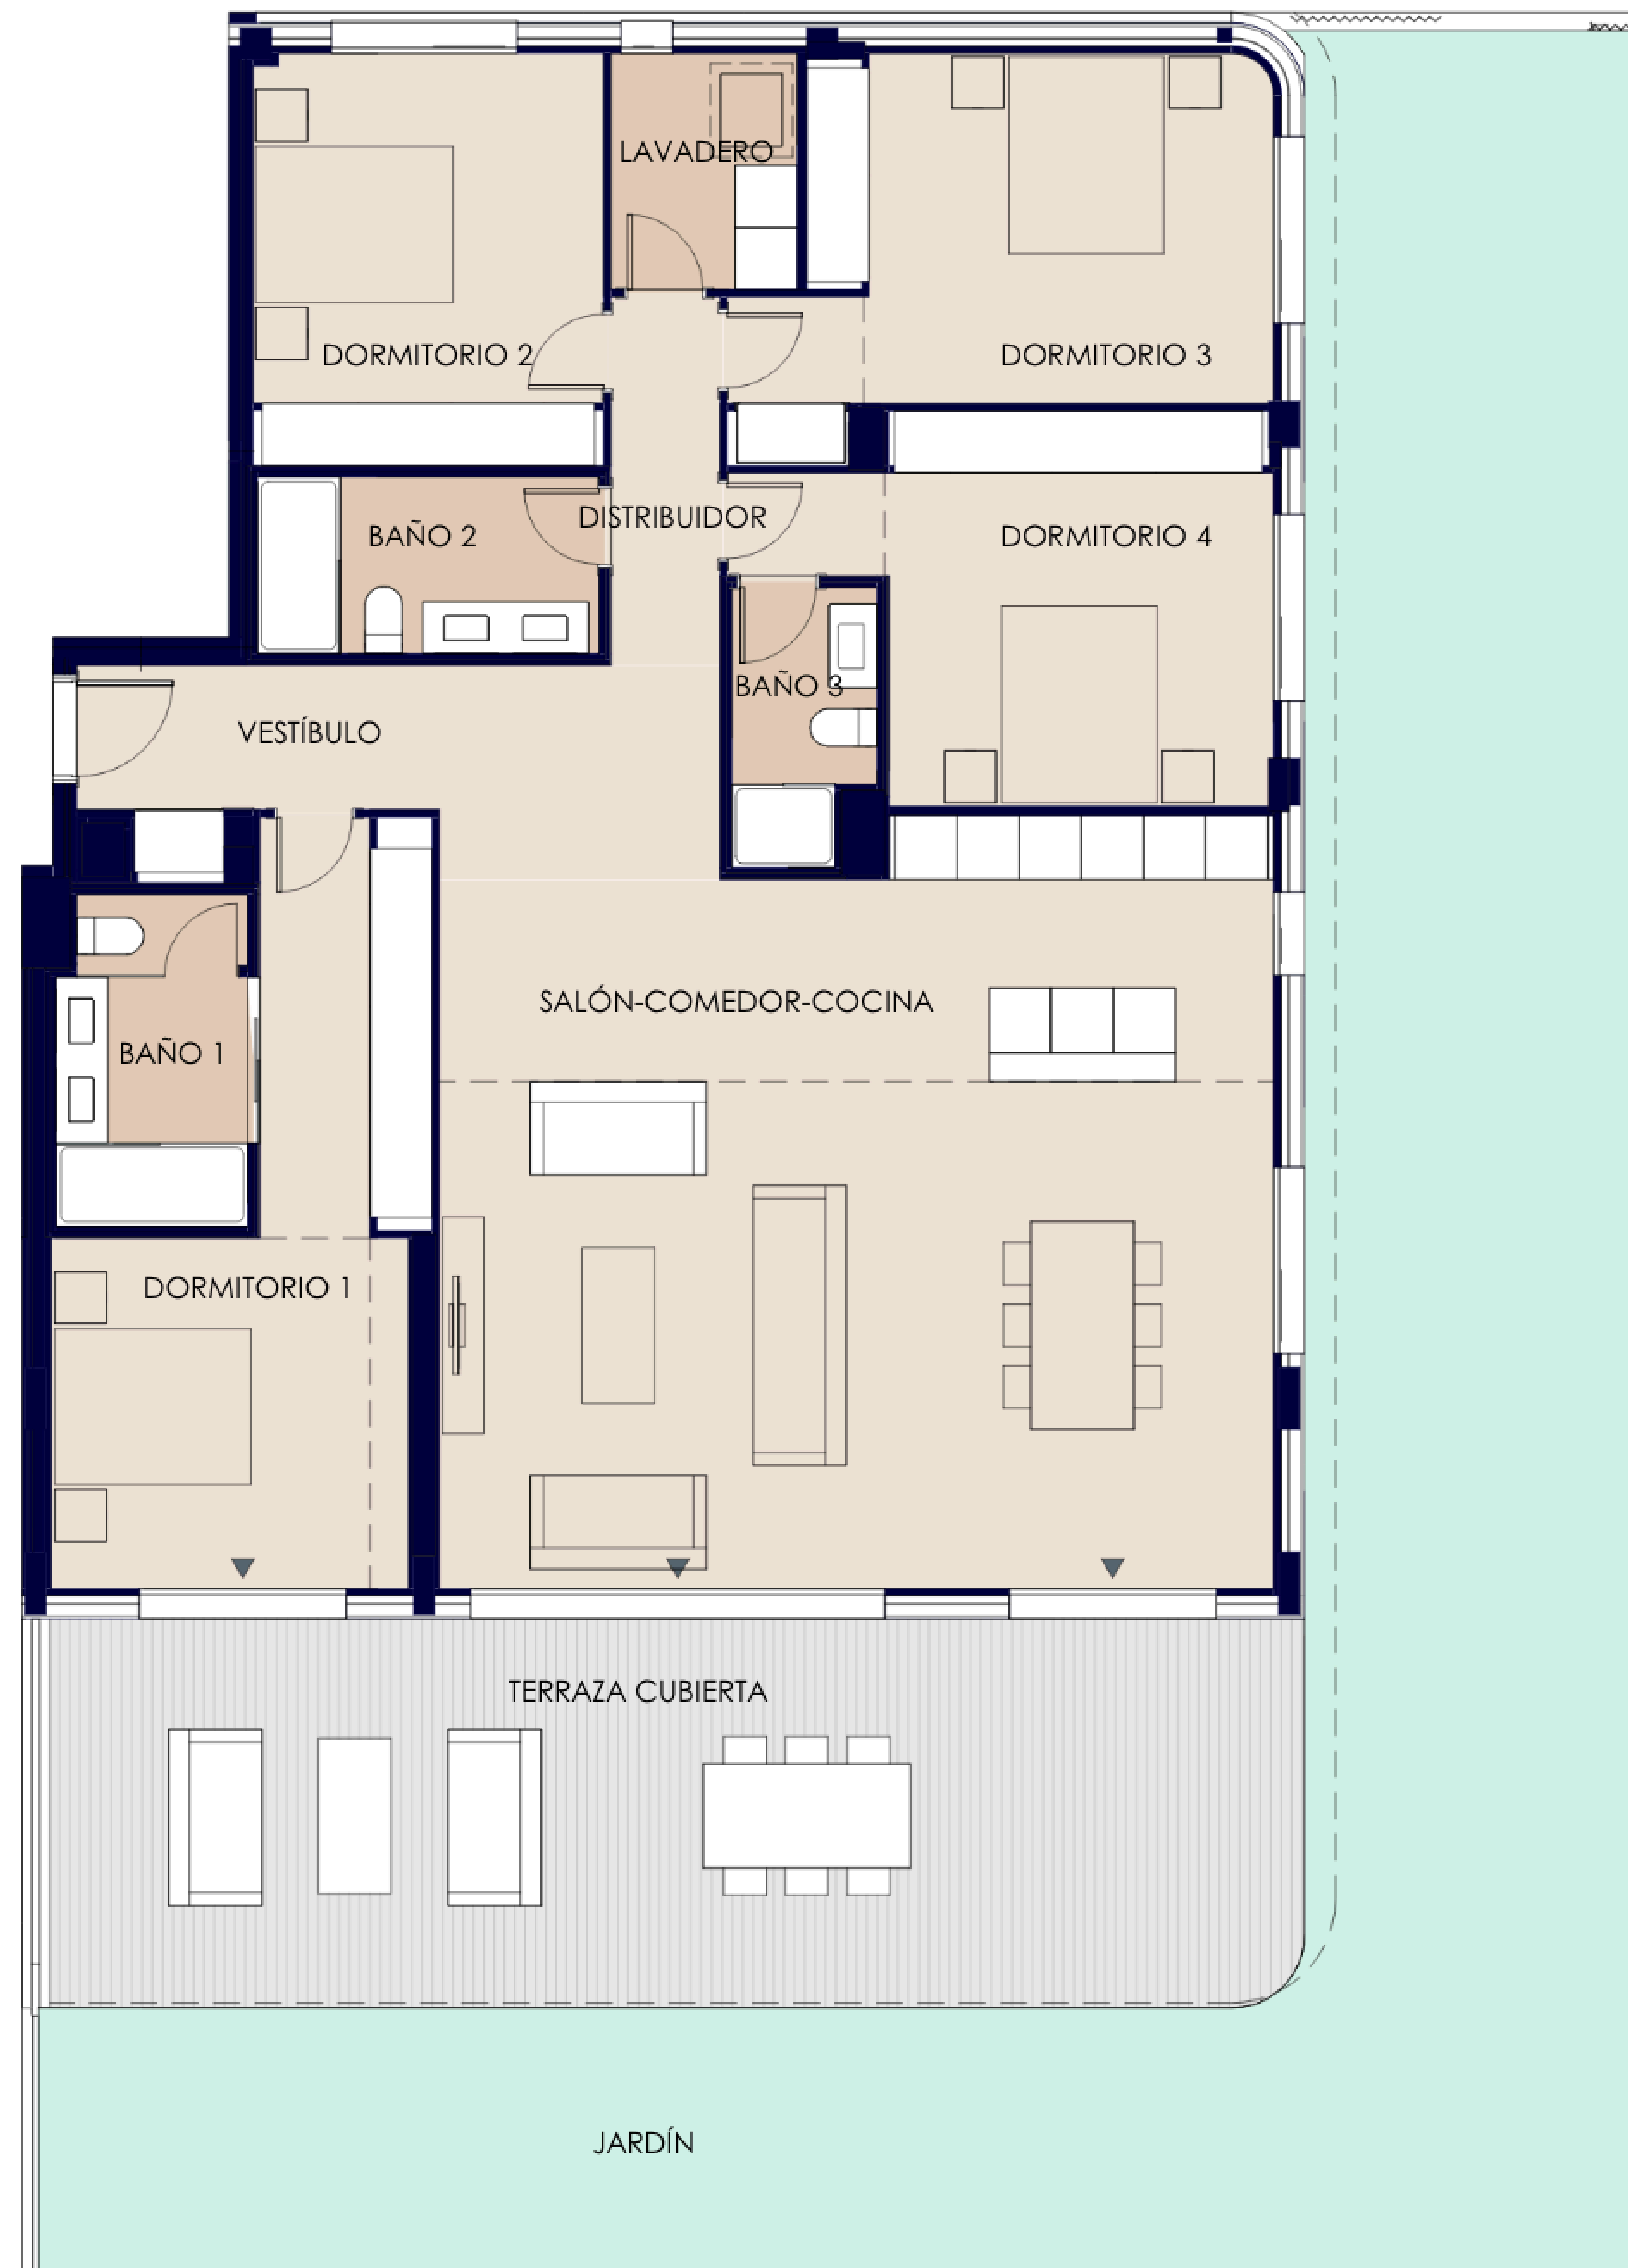 LAVADERO
DORMITORIO 2
DORMITORIO 3
DISTRIBUIDOR
BAÑO 2
DORMITORIO 4
BAÑO 3
VESTÍBULO
SALÓN-COMEDOR-COCINA
BAÑO 1
DORMITORIO 1
TERRAZA CUBIERTA
JARDÍN